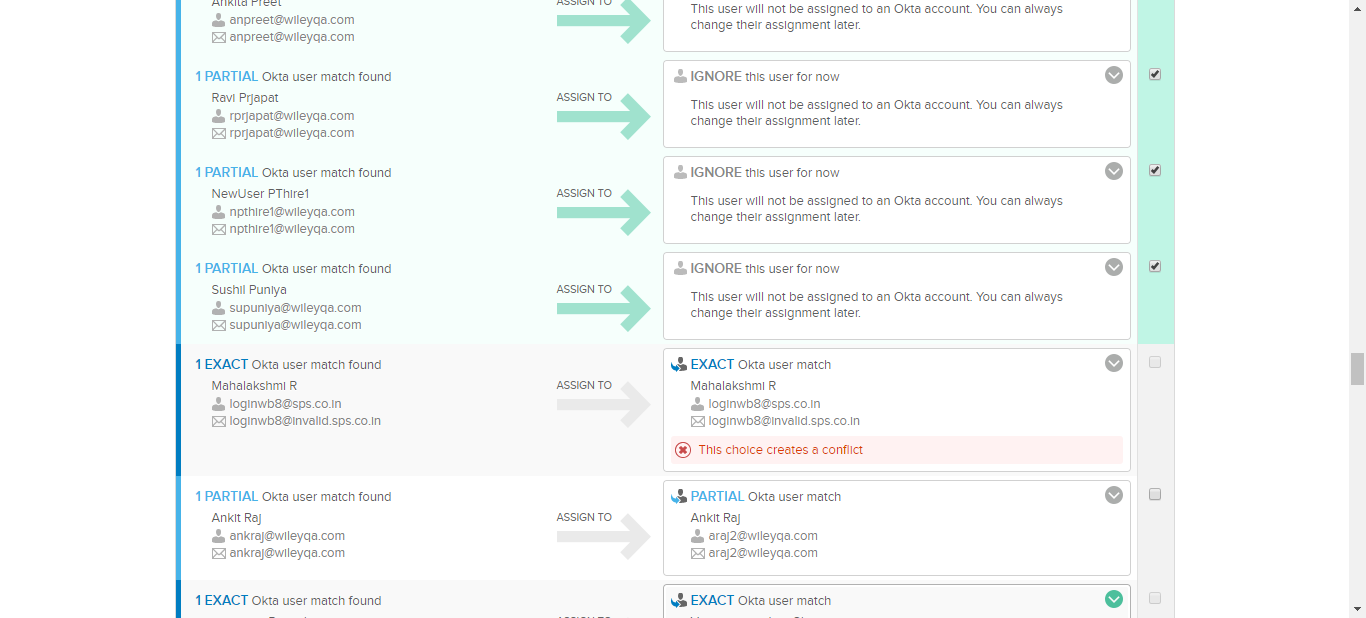 Ankita Preet
anpreet@wileyqa.com
anpreet@wileyqa.com
ASSIGN TO
This user will not be assigned to an Okta account. You can always
change their assignment later.
1 PARTIAL Okta user match found
Ravi Prjapat
rprjapat@wileyqa.com
rprjapat@wileyqa.com
ASSIGN TO
IGNORE this user for now
This user will not be assigned to an Okta account. You can always
change their assignment later.
1 PARTIAL Okta user match found
NewUser PThire1
npthire1@wileyqa.com
npthire1@wileyqa.com
ASSIGN TO
IGNORE this user for now
This user will not be assigned to an Okta account. You can always
change their assignment later.
1 PARTIAL Okta user match found
Sushil Puniya
supuniya@wileyqa.com
supuniya@wileyqa.com
ASSIGN TO
IGNORE this user for now
This user will not be assigned to an Okta account. You can always
change their assignment later.
1 EXACT Okta user match found
Mahalakshmi R
loginwb8@sps.co.in
loginwb8@invalid.sps.co.in
ASSIGN TO
EXACT Okta user match
Mahalakshmi R
loginwb8@sps.co.in
loginwb8@invalid.sps.co.in
This choice creates a conflict
1 PARTIAL Okta user match found
Ankit Raj
ankraj@wileyqa.com
ankraj@wileyqa.com
ASSIGN TO
PARTIAL Okta user match
Ankit Raj
araj2@wileyqa.com
araj2@wileyqa.com
1 EXACT Okta user match found
EXACT Okta user match